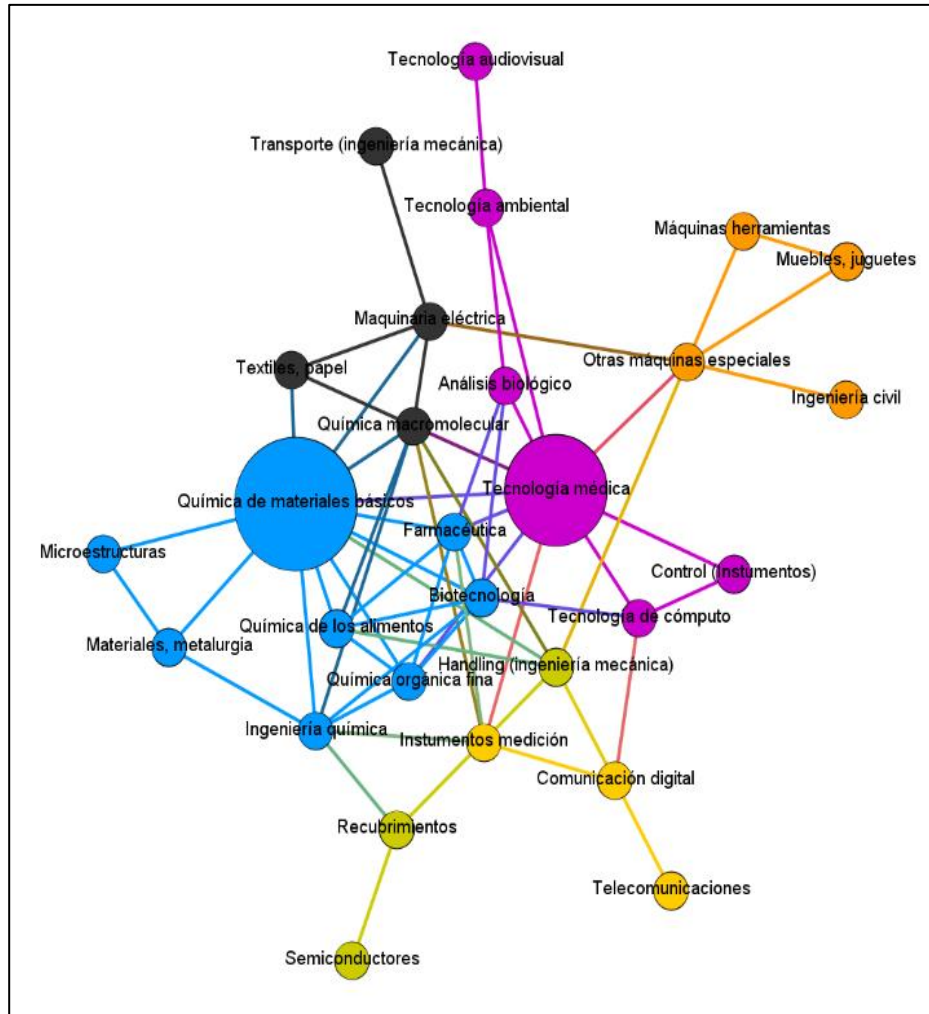 Tecnología audiovisual
Transporte (ingeniería mecánica)
Tecnología ambiental
Máquinas herramientas
Muebles, juguetes
Maquinaria eléctrica
Otras máquinas especiales
Textiles, papel
Análisis biológico
Ingeniería civil
Química macromolecular
Tecnología médica
Química de materiales básicos
Farmacéutica
Microestructuras
Control (instumentos)
Biotecnología
Tecnología de cómputo
Química de los alimentos
Materiales, metalurgia
Handling (ingeniería mecánica)
Química orgánica fina
Ingeniería química
Instumentos medición
Comunicación digital
Recubrimientos
Telecomunicaciones
Semiconductores